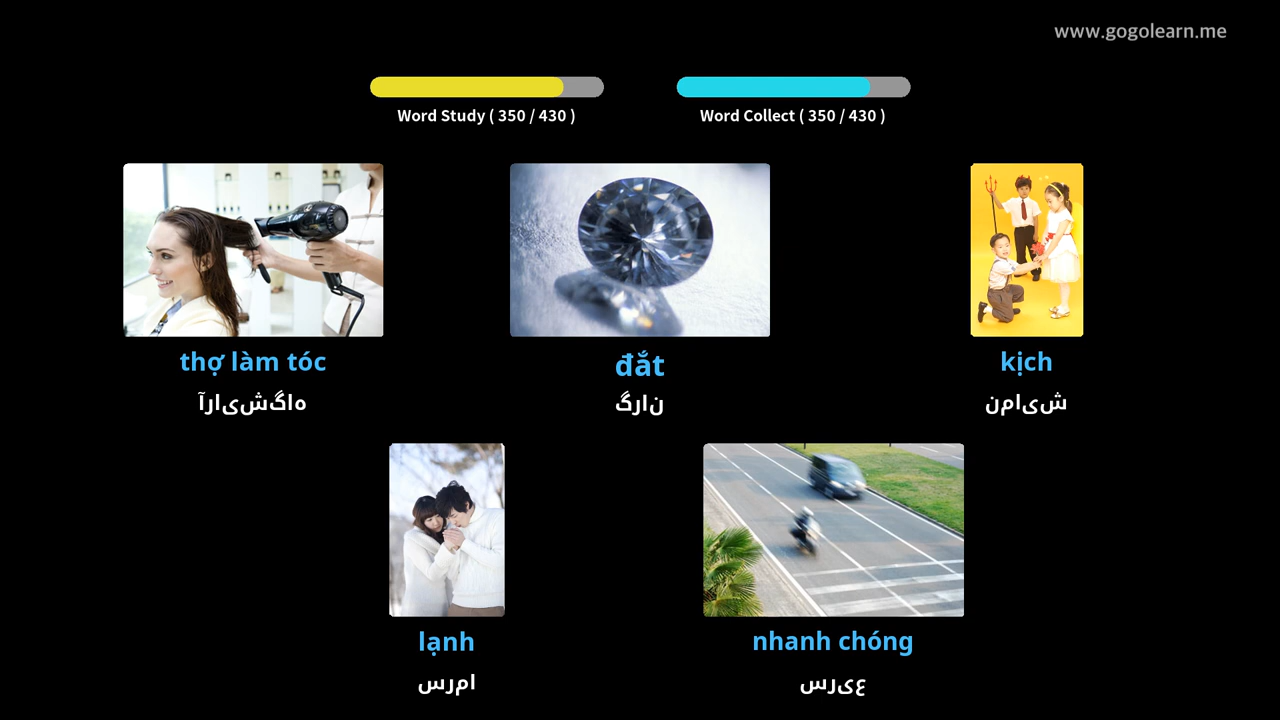 www.gogolearn.me
Word Study ( 350 / 430 )
Word Collect ( 350 / 430 )
thợ làm tóc
آرایشگاه
đắt
گران
kịch
نمایش
lạnh
سرما
nhanh chóng
سریع